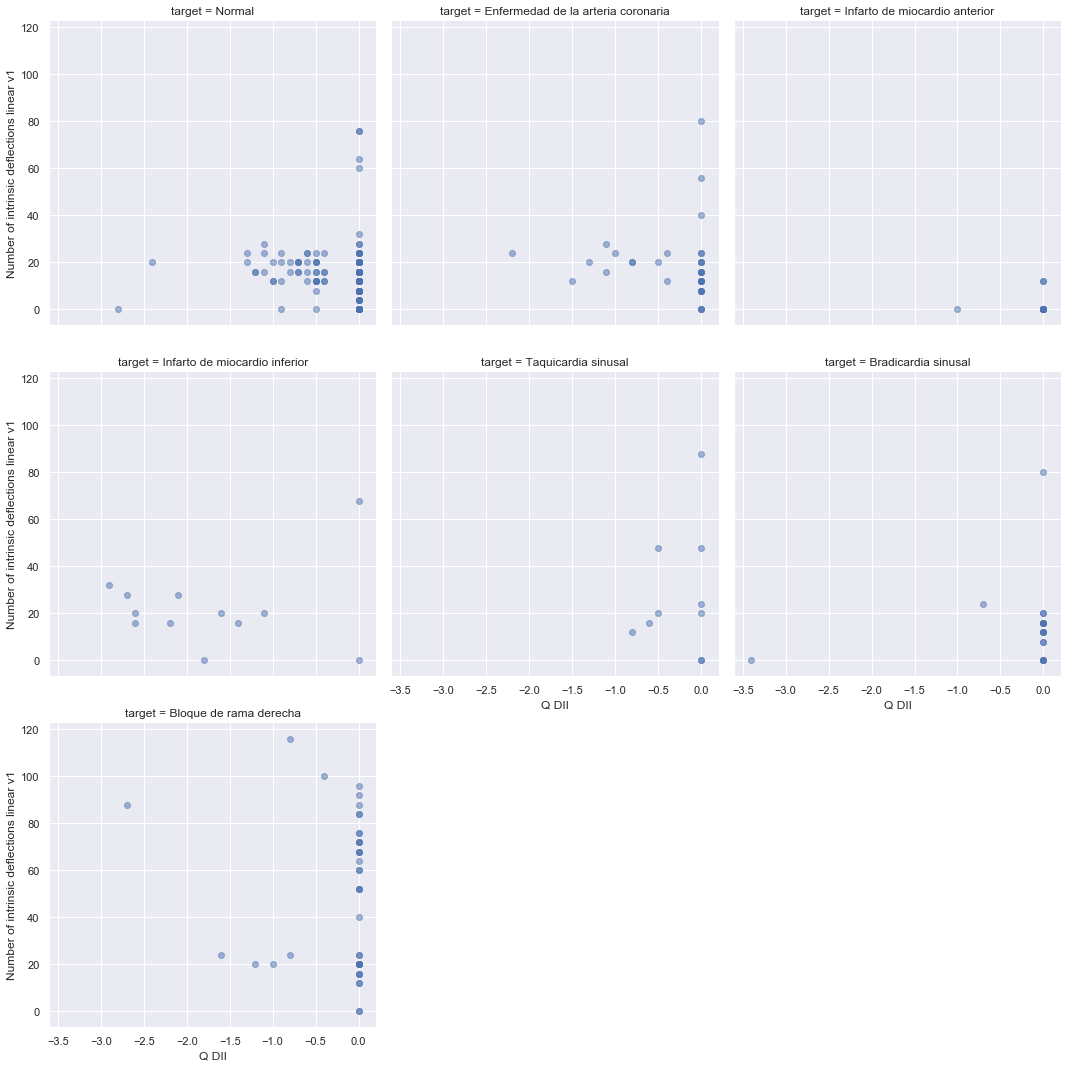 target = Normal
target = Enfermedad de la arteria coronaria
target = Infarto de miocardio anterior
120
100
80
60
40
20
0
Number of intrinsic deflections linear v1
target = Infarto de miocardio inferior
target = Taquicardia sinusal
target = Bradicardia sinusal
120
100
80
60
40
20
0
Number of intrinsic deflections linear v1
−3.5 −3.0 −2.5 −2.0 −1.5 −1.0 −0.5 0.0
Q DII
−3.5 −3.0 −2.5 −2.0 −1.5 −1.0 −0.5 0.0
Q DII
target = Bloque de rama derecha
120
100
80
60
40
20
0
Number of intrinsic deflections linear v1
−3.5 −3.0 −2.5 −2.0 −1.5 −1.0 −0.5 0.0
Q DII